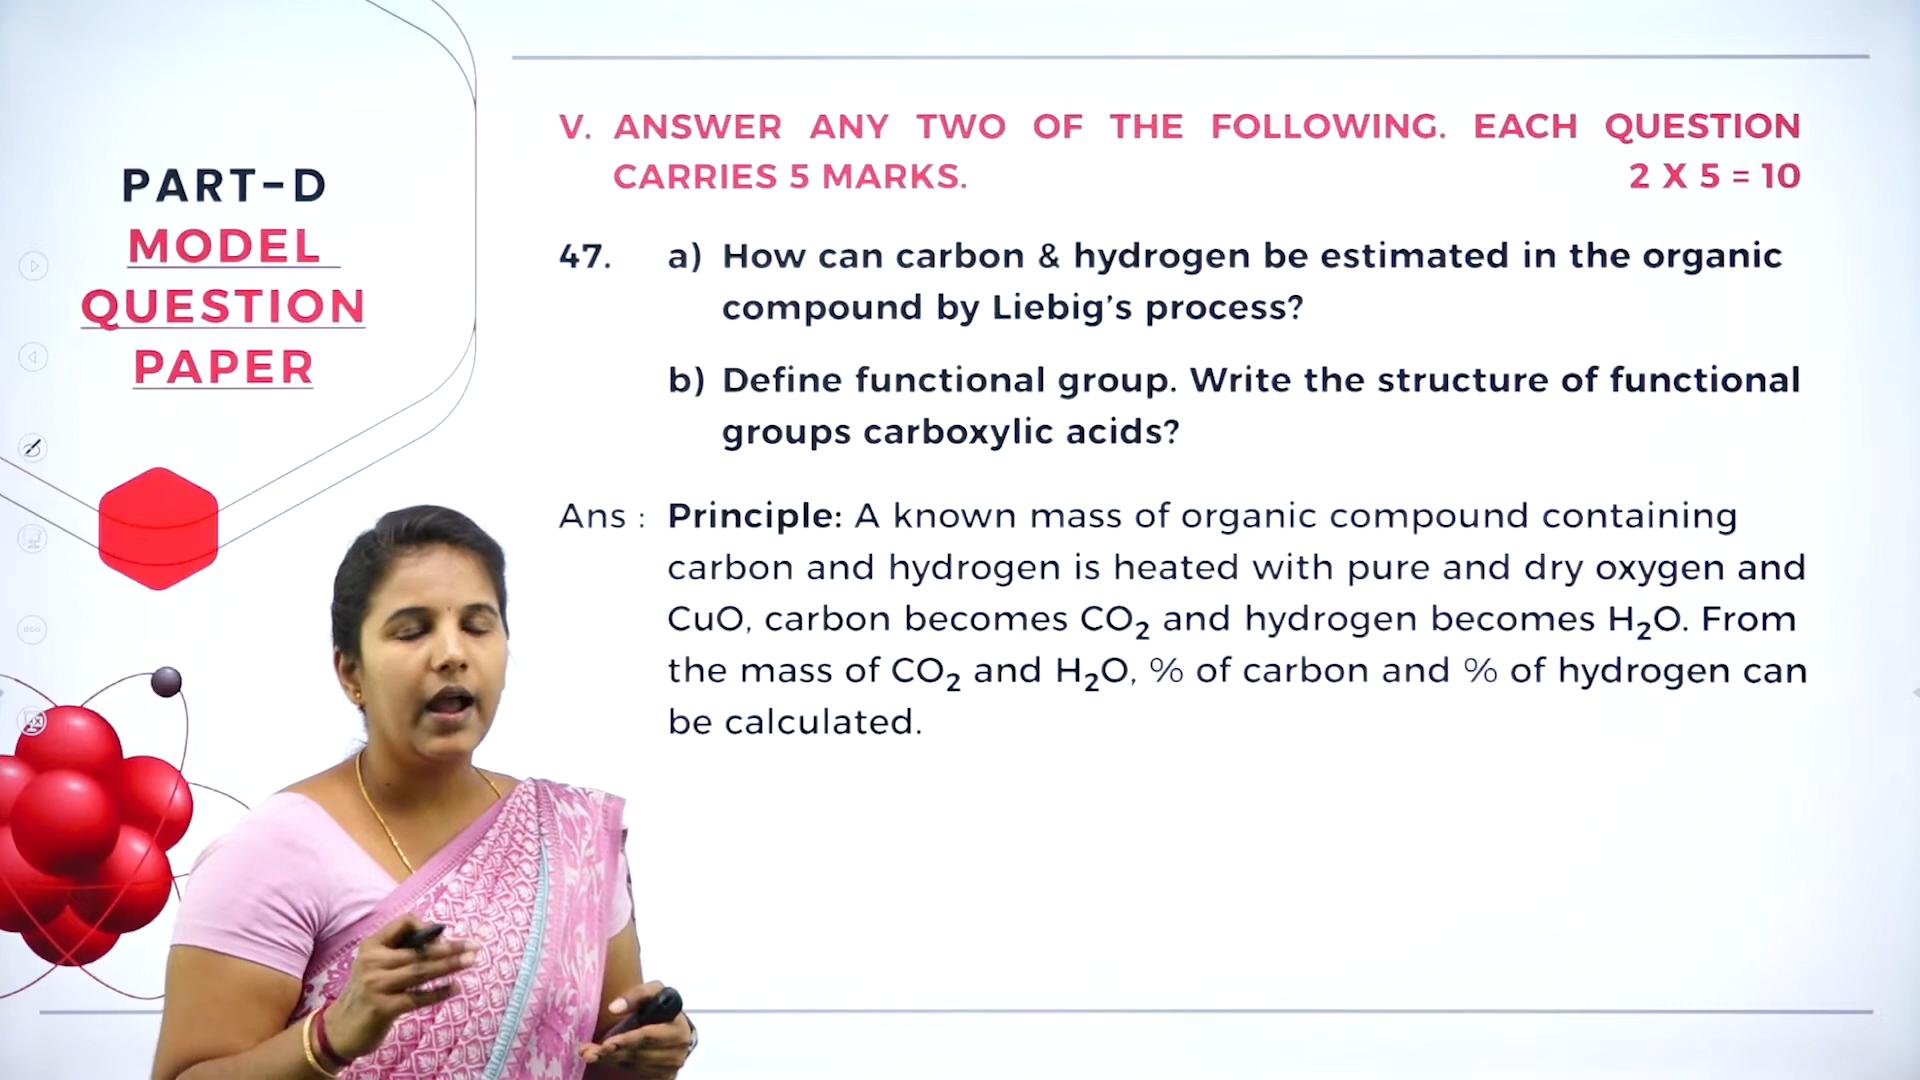 PART-D
MODEL
QUESTION
PAPER
V. ANSWER ANY TWO OF THE FOLLOWING. EACH QUESTION
CARRIES 5 MARKS. 2 X 5 = 10
47. a) How can carbon & hydrogen be estimated in the organic
compound by Liebig’s process?
b) Define functional group. Write the structure of functional
groups carboxylic acids?
Ans : Principle: A known mass of organic compound containing
carbon and hydrogen is heated with pure and dry oxygen and
CuO, carbon becomes CO₂ and hydrogen becomes H₂O. From
the mass of CO₂ and H₂O, % of carbon and % of hydrogen can
be calculated.